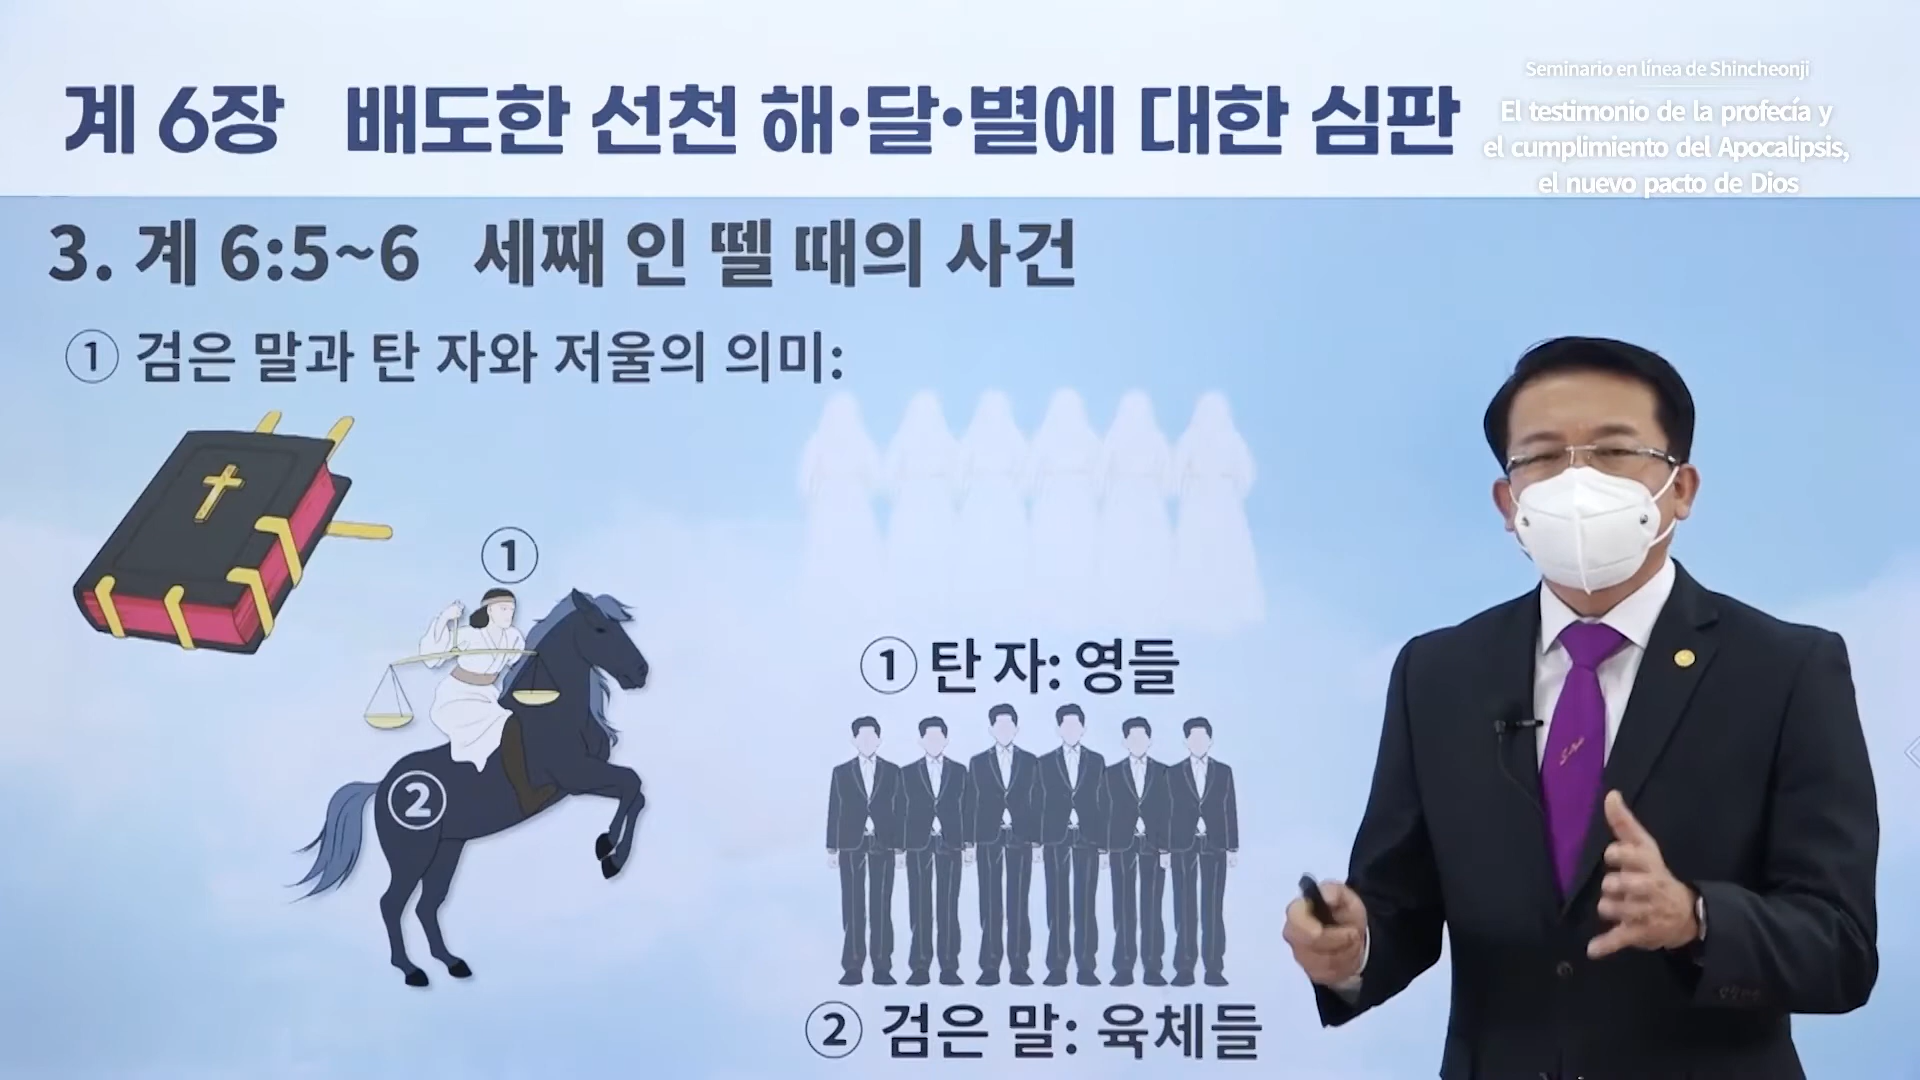 계 6장 배도한 선천 해·달·별에 대한 심판
Seminario en línea de Shincheonji
El testimonio de la profecía y
el cumplimiento del Apocalipsis,
el nuevo pacto de Dios
3. 계 6:5~6 세째 인 뗄 때의 사건
① 검은 말과 탄 자와 저울의 의미:
①
②
① 탄 자: 영들
② 검은 말: 육체들